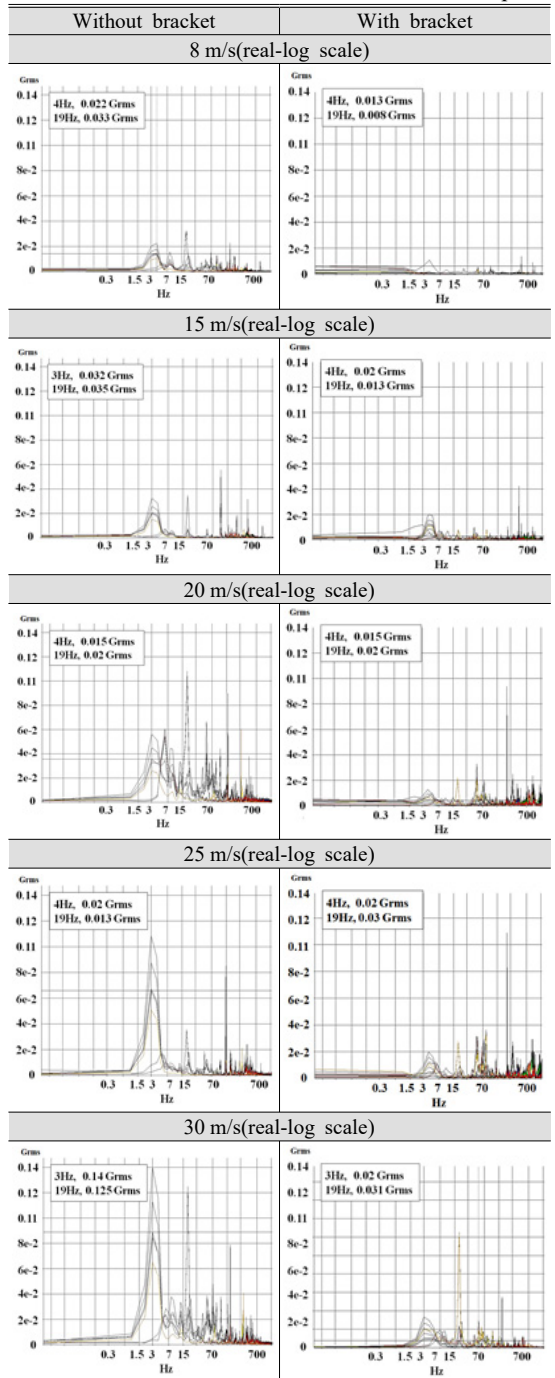 Without bracket With bracket
8 m/s(real-log scale)
Grms
0.14
0.12
0.11
8e-2
6e-2
4e-2
2e-2
0
4Hz, 0.022 Grms
19Hz, 0.033 Grms
0.3 1.5 3 7 15 70 700
Hz
Grms
0.14
0.12
0.11
8e-2
6e-2
4e-2
2e-2
0
4Hz, 0.013 Grms
19Hz, 0.008 Grms
0.3 1.5 3 7 15 70 700
Hz
15 m/s(real-log scale)
Grms
0.14
0.12
0.11
8e-2
6e-2
4e-2
2e-2
0
3Hz, 0.032 Grms
19Hz, 0.035 Grms
0.3 1.5 3 7 15 70 700
Hz
Grms
0.14
0.12
0.11
8e-2
6e-2
4e-2
2e-2
0
4Hz, 0.02 Grms
19Hz, 0.013 Grms
0.3 1.5 3 7 15 70 700
Hz
20 m/s(real-log scale)
Grms
0.14
0.12
0.11
8e-2
6e-2
4e-2
2e-2
0
4Hz, 0.015 Grms
19Hz, 0.02 Grms
0.3 1.5 3 7 15 70 700
Hz
Grms
0.14
0.12
0.11
8e-2
6e-2
4e-2
2e-2
0
4Hz, 0.015 Grms
19Hz, 0.02 Grms
0.3 1.5 3 7 15 70 700
Hz
25 m/s(real-log scale)
Grms
0.14
0.12
0.11
8e-2
6e-2
4e-2
2e-2
0
4Hz, 0.02 Grms
19Hz, 0.013 Grms
0.3 1.5 3 7 15 70 700
Hz
Grms
0.14
0.12
0.11
8e-2
6e-2
4e-2
2e-2
0
4Hz, 0.02 Grms
19Hz, 0.03 Grms
0.3 1.5 3 7 15 70 700
Hz
30 m/s(real-log scale)
Grms
0.14
0.12
0.11
8e-2
6e-2
4e-2
2e-2
0
3Hz, 0.14 Grms
19Hz, 0.125 Grms
0.3 1.5 3 7 15 70 700
Hz
Grms
0.14
0.12
0.11
8e-2
6e-2
4e-2
2e-2
0
3Hz, 0.02 Grms
19Hz, 0.031 Grms
0.3 1.5 3 7 15 70 700
Hz